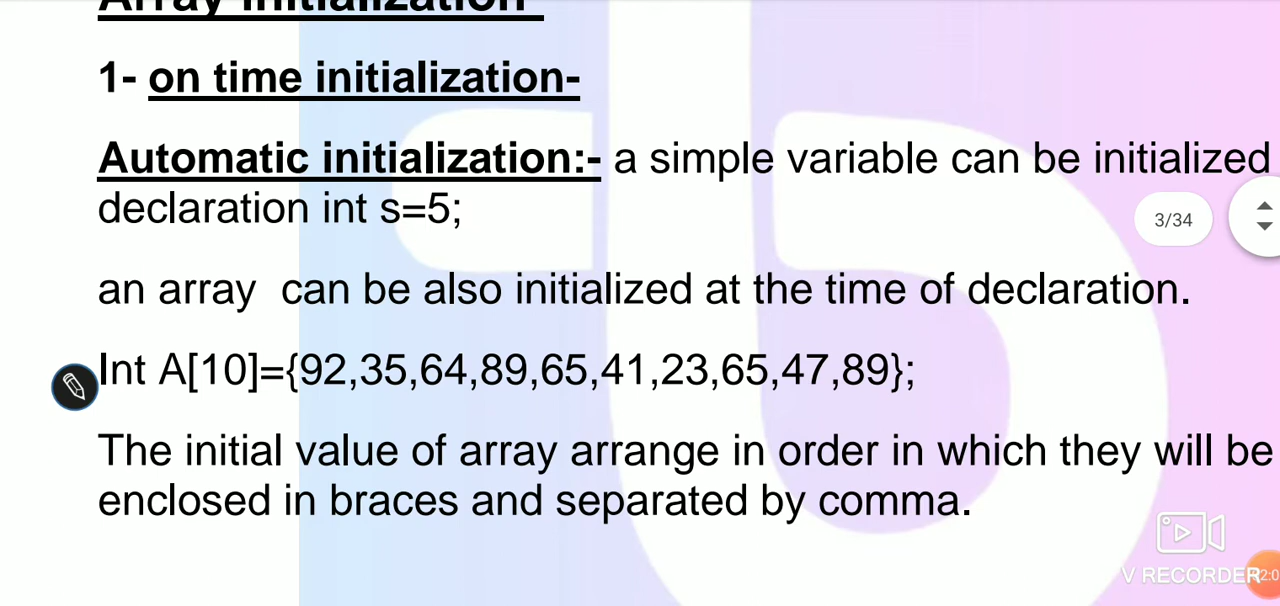 Array initialization-
1- on time initialization-
Automatic initialization:- a simple variable can be initialized
declaration int s=5;
3/34
an array can be also initialized at the time of declaration.
Int A[10]={92,35,64,89,65,41,23,65,47,89};
The initial value of array arrange in order in which they will be
enclosed in braces and separated by comma.
V RECORDER